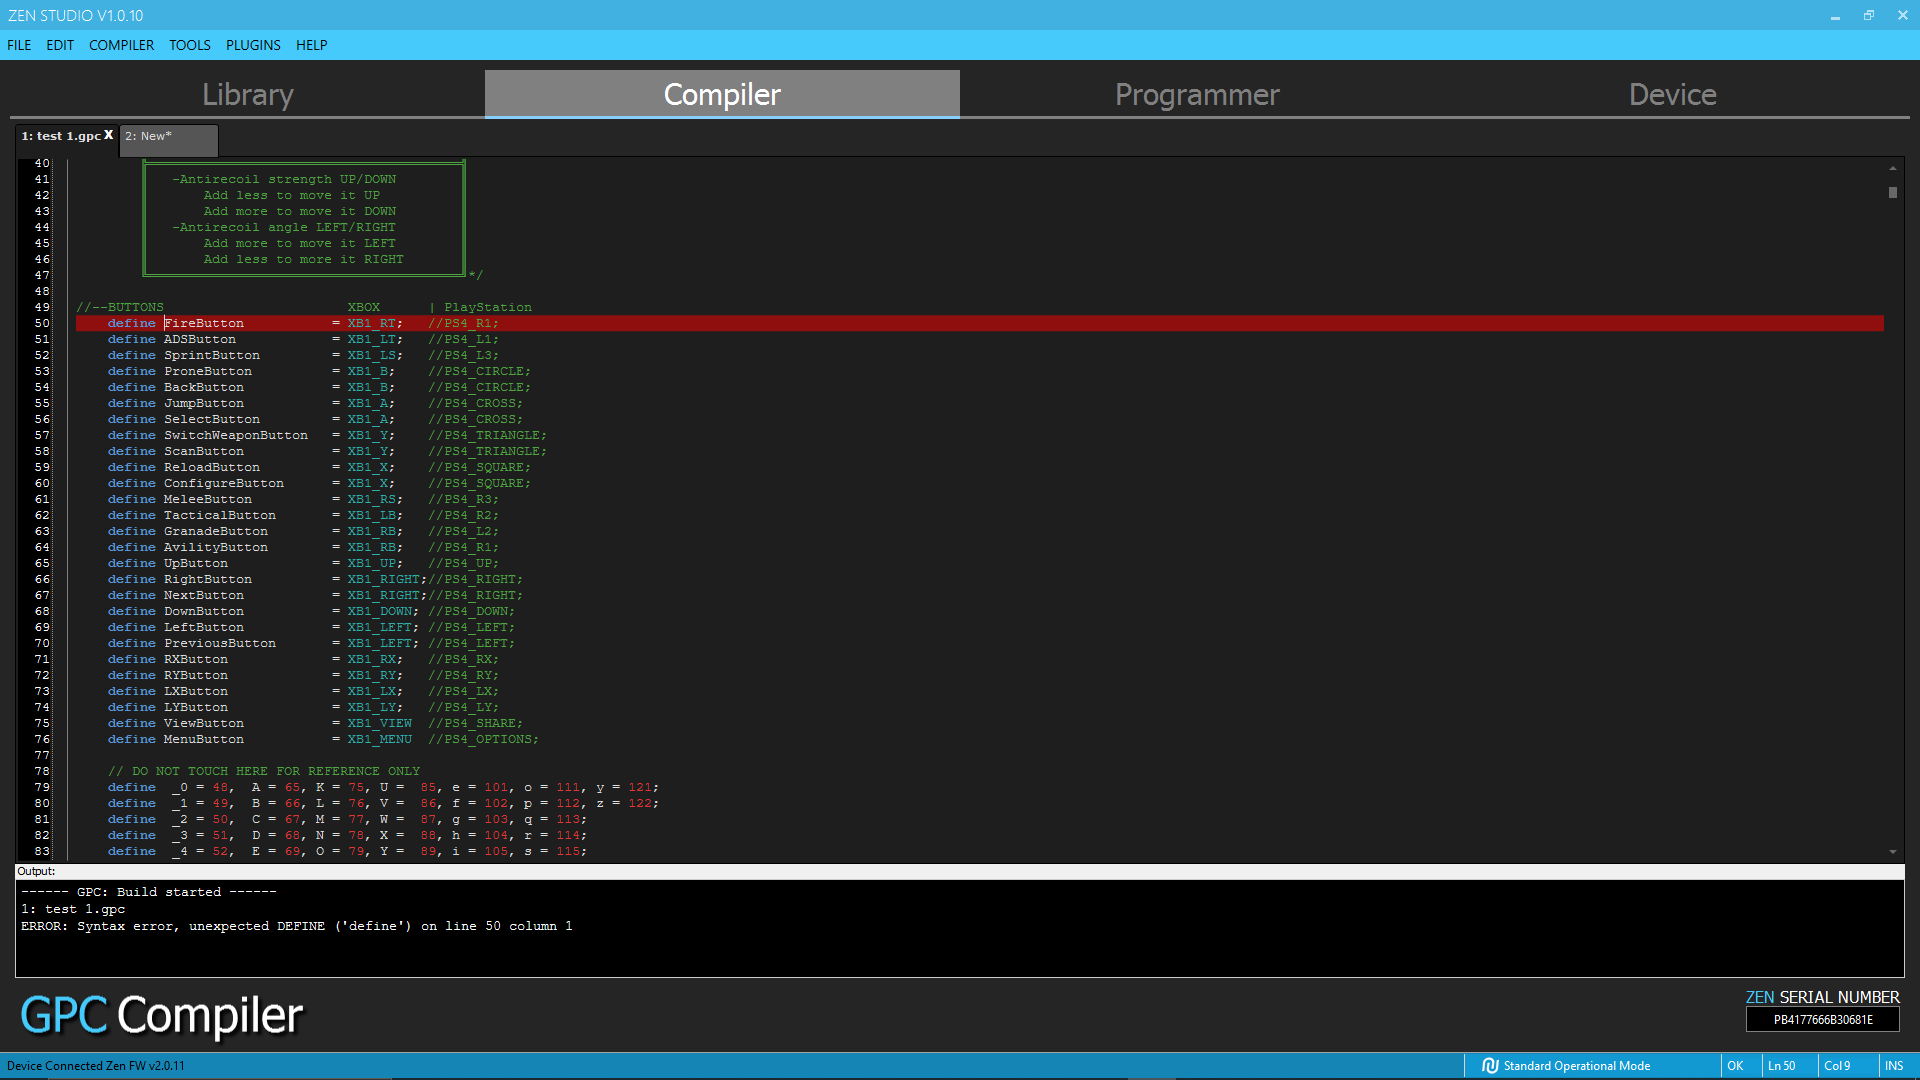 ZEN STUDIO V1.0.10
FILE EDIT COMPILER TOOLS PLUGINS HELP
Library Compiler Programmer Device
1: test 1.gpc X 2: New*
40
41 -Antirecoil strength UP/DOWN
42 Add less to move it UP
43 Add more to move it DOWN
44 -Antirecoil angle LEFT/RIGHT
45 Add more to move it LEFT
46 Add less to more it RIGHT
47 */
48
49 //--BUTTONS XBOX | PlayStation
50 define FireButton = XB1_RT; //PS4_R1;
51 define ADSButton = XB1_LT; //PS4_L1;
52 define SprintButton = XB1_LS; //PS4_L3;
53 define ProneButton = XB1_B; //PS4_CIRCLE;
54 define BackButton = XB1_B; //PS4_CIRCLE;
55 define JumpButton = XB1_A; //PS4_CROSS;
56 define SelectButton = XB1_A; //PS4_CROSS;
57 define SwitchWeaponButton = XB1_Y; //PS4_TRIANGLE;
58 define ScanButton = XB1_Y; //PS4_TRIANGLE;
59 define ReloadButton = XB1_X; //PS4_SQUARE;
60 define ConfigureButton = XB1_X; //PS4_SQUARE;
61 define MeleeButton = XB1_RS; //PS4_R3;
62 define TacticalButton = XB1_LB; //PS4_R2;
63 define GranadeButton = XB1_RB; //PS4_L2;
64 define AvilityButton = XB1_RB; //PS4_R1;
65 define UpButton = XB1_UP; //PS4_UP;
66 define RightButton = XB1_RIGHT;//PS4_RIGHT;
67 define NextButton = XB1_RIGHT;//PS4_RIGHT;
68 define DownButton = XB1_DOWN; //PS4_DOWN;
69 define LeftButton = XB1_LEFT; //PS4_LEFT;
70 define PreviousButton = XB1_LEFT; //PS4_LEFT;
71 define RXButton = XB1_RX; //PS4_RX;
72 define RYButton = XB1_RY; //PS4_RY;
73 define LXButton = XB1_LX; //PS4_LX;
74 define LYButton = XB1_LY; //PS4_LY;
75 define ViewButton = XB1_VIEW //PS4_SHARE;
76 define MenuButton = XB1_MENU //PS4_OPTIONS;
77
78 // DO NOT TOUCH HERE FOR REFERENCE ONLY
79 define _0 = 48, A = 65, K = 75, U = 85, e = 101, o = 111, y = 121;
80 define _1 = 49, B = 66, L = 76, V = 86, f = 102, p = 112, z = 122;
81 define _2 = 50, C = 67, M = 77, W = 87, g = 103, q = 113;
82 define _3 = 51, D = 68, N = 78, X = 88, h = 104, r = 114;
83 define _4 = 52, E = 69, O = 79, Y = 89, i = 105, s = 115;
Output:
------ GPC: Build started ------
1: test 1.gpc
ERROR: Syntax error, unexpected DEFINE ('define') on line 50 column 1
GPC Compiler
ZEN SERIAL NUMBER
PB4177666B30681E
Device Connected Zen FW v2.0.11 Standard Operational Mode OK Ln 50 Col 9 INS